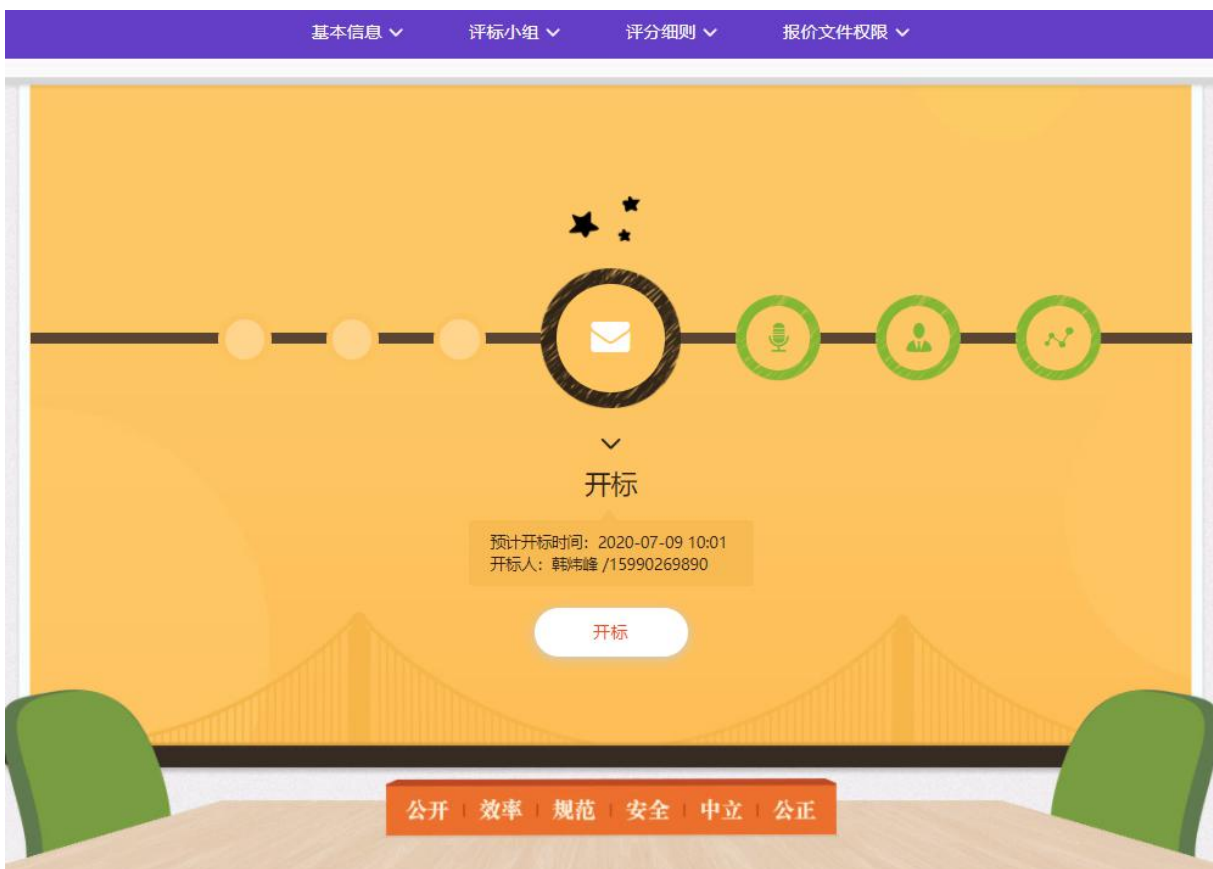 基本信息 评标小组 评分细则 报价文件权限
开标
预计开标时间：2020-07-09 10:01
开标人：韩炜峰 /15990269890
开标
公开 | 效率 | 规范 | 安全 | 中立 | 公正